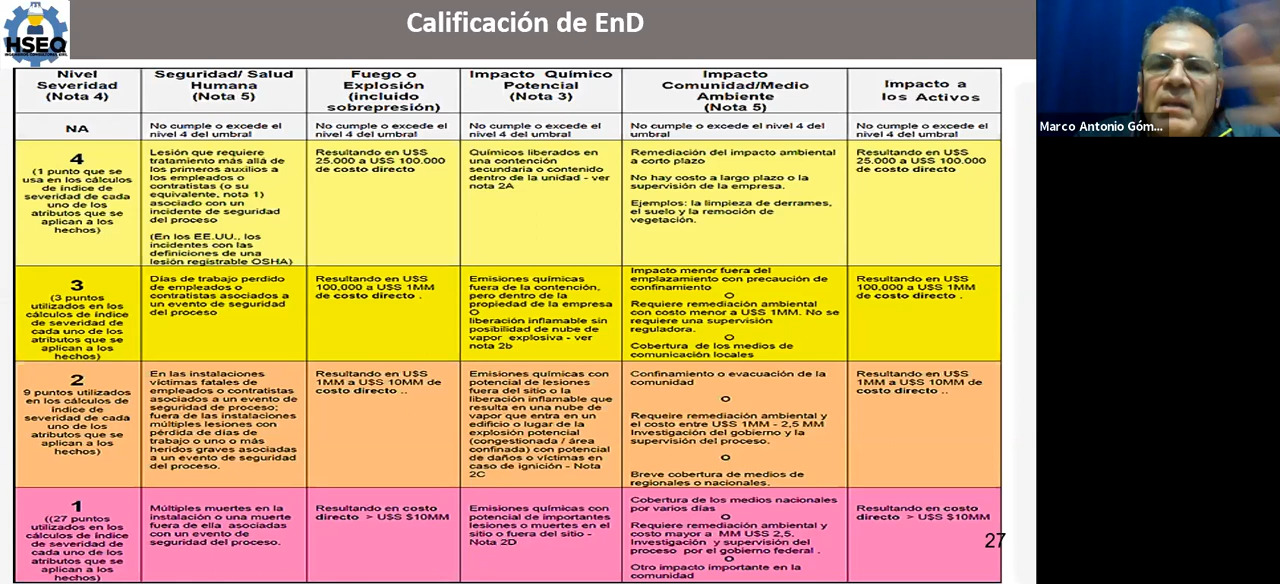 HSEQ
Calificación de EnD
Nivel
Severidad
(Nota 4)
Seguridad/ Salud
Humana
(Nota 5)
Fuego o
Explosión
(incluido
sobrepresión)
Impacto Químico
Potencial
(Nota 3)
Impacto
Comunidad/Medio
Ambiente
(Nota 5)
Impacto a
los Activos
NA
No cumple o excede el
nivel 4 del umbral
No cumple o excede el
nivel 4 del umbral
No cumple o excede el
nivel 4 del umbral
No cumple o excede el nivel 4 del
umbral
No cumple o excede el
nivel 4 del umbral
4
(1 punto que se
usa en los cálculos
de índice de
severidad de cada
uno de los
atributos que se
aplican a los
hechos)
Lesión que requiere
tratamiento más allá de
los primeros auxilios a
los empleados o
contratistas (o su
equivalente, nota 1)
asociado con un
incidente de seguridad
del proceso
(En los EE.UU., los
incidentes con las
definiciones de una
lesión registrable OSHA)
Resultando en U$S
25.000 a U$S 100.000
de costo directo
Químicos liberados en
una contención
secundaria o contenido
dentro de la unidad - ver
nota 2A
Remediación del impacto ambiental
a corto plazo
No hay costo a largo plazo o la
supervisión de la empresa.
Ejemplos: la limpieza de derrames,
el suelo y la remoción de
vegetación.
Resultando en U$S
25.000 a U$S 100.000
de costo directo
3
(3 puntos
utilizados en los
cálculos de índice
de severidad de
cada uno de los
atributos que se
aplican a los
hechos)
Días de trabajo perdido
de empleados o
contratistas asociados a
un evento de seguridad
del proceso
Resultando en U$S
100,000 a U$S 1MM
de costo directo .
Emisiones químicas
fuera de la contención,
pero dentro de la
propiedad de la empresa
O
liberación inflamable sin
posibilidad de nube de
vapor explosiva - ver
nota 2b
Impacto menor fuera del
emplazamiento con precaución de
confinamiento
O
Requiere remediación ambiental
con costo menor a U$S 1MM. No se
requiere una supervisión
reguladora.
O
Cobertura de los medios de
comunicación locales
Resultando en U$S
100,000 a U$S 1MM
de costo directo .
2
9 puntos utilizados
en los cálculos de
índice de
severidad de cada
uno de los
atributos que se
aplican a los
hechos)
En las instalaciones
víctimas fatales de
empleados o contratistas
asociados a un evento de
seguridad de proceso;
fuera de las instalaciones
múltiples lesiones con
pérdida de días de
trabajo o uno o más
heridos graves asociadas
a un evento de seguridad
del proceso.
Resultando en U$S
1MM a U$S 10MM de
costo directo ..
Emisiones químicas con
potencial de lesiones
fuera del sitio o la
liberación inflamable que
resulta en una nube de
vapor que entra en un
edificio o lugar de la
explosión potencial
(congestionada / área
confinada) con potencial
de daños o víctimas en
caso de ignición - Nota
2C
Confinamiento o evacuación de la
comunidad
O
Requeire remediación ambiental y
el costo entre U$S 1MM - 2,5 MM
Investigación del gobierno y la
supervisión del proceso.
O
Breve cobertura de medios de
regionales o nacionales.
Resultando en U$S
1MM a U$S 10MM de
costo directo ..
1
((27 puntos
utilizados en los
cálculos de índice
de severidad de
cada uno de los
atributos que se
aplican a los
hechos)
Múltiples muertes en la
instalación o una muerte
fuera de ella asociadas
con un evento de
seguridad del proceso.
Resultando en costo
directo > U$S $10MM
Emisiones químicas con
potencial de importantes
lesiones o muertes en el
sitio o fuera del sitio -
Nota 2D
Cobertura de los medios nacionales
por varios días
O
Requiere remediación ambiental y
costo mayor a MM U$S 2,5.
Investigación y supervisión del
proceso por el gobierno federal .
O
Otro impacto importante en la
comunidad
Resultando en costo
directo > U$S $10MM
27
Marco Antonio Góm...